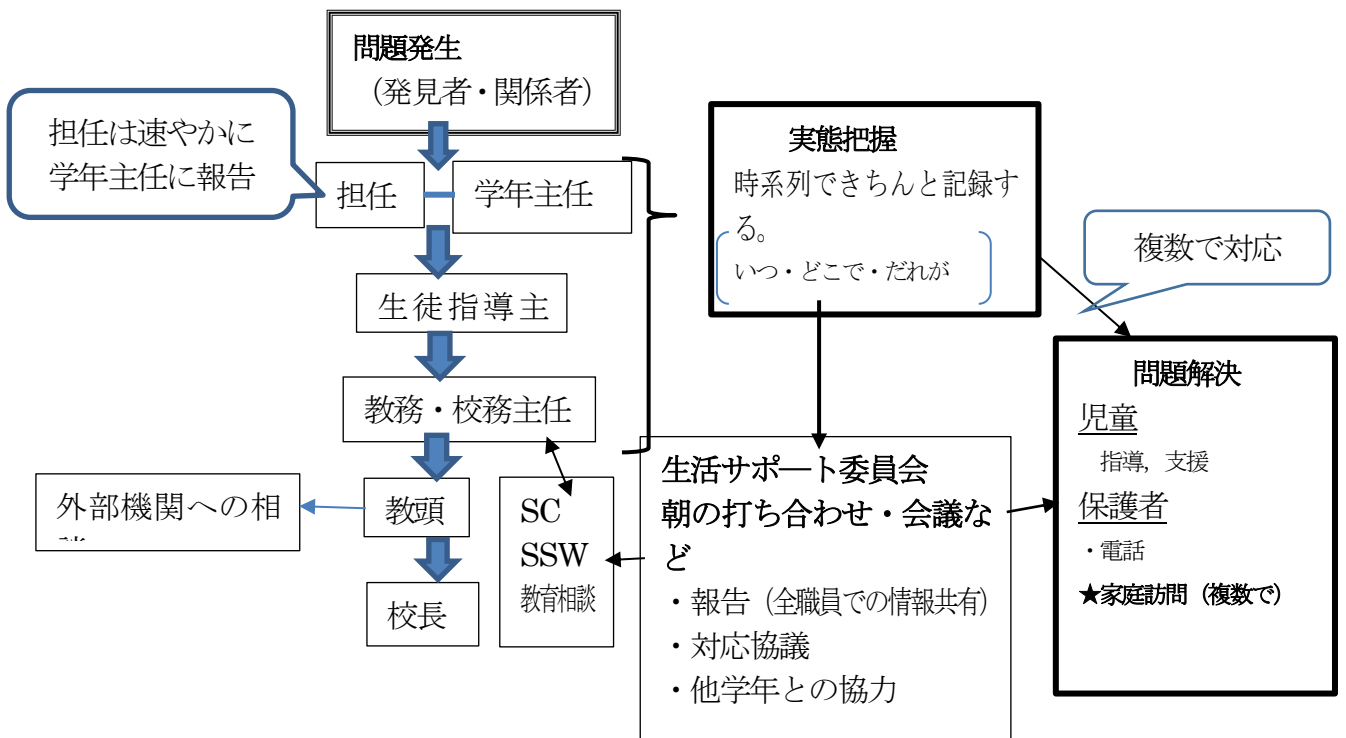 問題発生
（発見者・関係者）
担任は速やかに
学年主任に報告
担任
学年主任
生徒指導主
教務・校務主任
教頭
外部機関への相
校長
SC
SSW
教育相談
実態把握
時系列できちんと記録す
る。
いつ・どこで・だれが
複数で対応
生活サポート委員会
朝の打ち合わせ・会議な
ど
・報告（全職員での情報共有）
・対応協議
・他学年との協力
問題解決
児童
指導，支援
保護者
・電話
★家庭訪問（複数で）